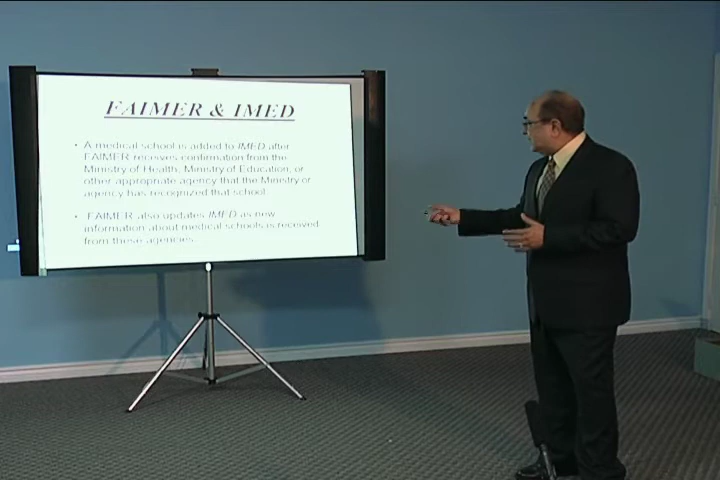 FAIMER & IMED
• A medical school is added to IMED after
FAIMER receives confirmation from the
Ministry of Health, Ministry of Education, or
other appropriate agency that the Ministry or
agency has recognized that school.
• FAIMER also updates IMED as new
information about medical schools is received
from these agencies.